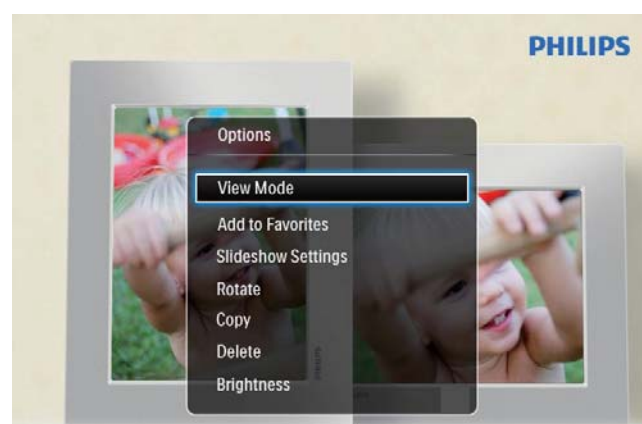 PHILIPS
Options
View Mode
Add to Favorites
Slideshow Settings
Rotate
Copy
Delete
Brightness